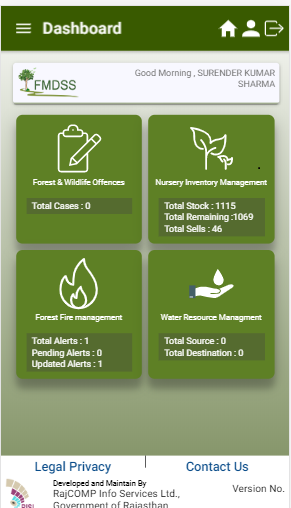 Dashboard
FMDSS
Good Morning , SURENDER KUMAR
SHARMA
Forest & Wildlife Offences
Total Cases : 0
Nursery Inventory Management
Total Stock : 1115
Total Remaining :1069
Total Sells : 46
Forest Fire management
Total Alerts : 1
Pending Alerts : 0
Updated Alerts : 1
Water Resource Managment
Total Source : 0
Total Destination : 0
Legal Privacy
Contact Us
Developed and Maintain By
RajCOMP Info Services Ltd.,
Government of Rajasthan
Version No.